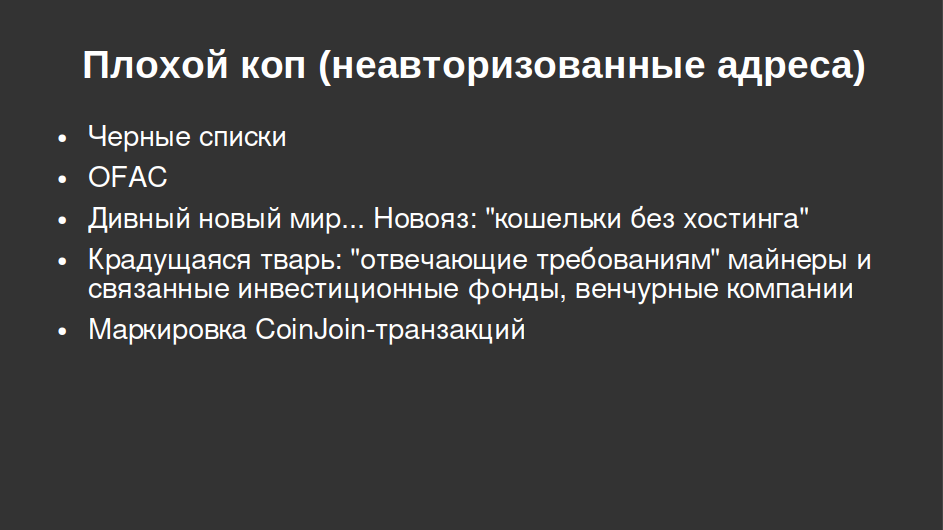 Плохой коп (неавторизованные адреса)
• Черные списки
• OFAC
• Дивный новый мир... Новояз: "кошельки без хостинга"
• Крадущаяся тварь: "отвечающие требованиям" майнеры и
связанные инвестиционные фонды, венчурные компании
• Маркировка CoinJoin-транзакций